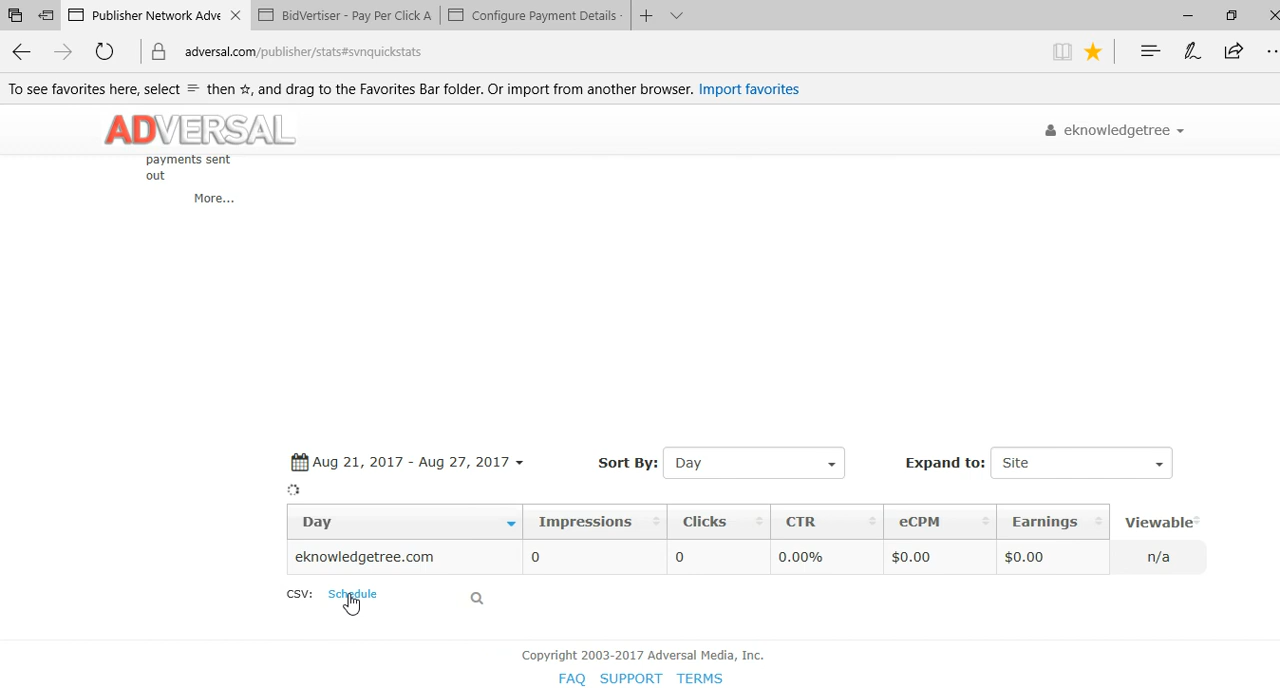 Publisher Network Adve
BidVertiser - Pay Per Click A
Configure Payment Details -
adversal.com/publisher/stats#svnquickstats
To see favorites here, select then ☆, and drag to the Favorites Bar folder. Or import from another browser. Import favorites
ADVERSAL
eknowledgetree
payments sent
out
More...
Aug 21, 2017 - Aug 27, 2017
Sort By: Day
Expand to: Site
Day Impressions Clicks CTR eCPM Earnings Viewable
eknowledgetree.com 0 0 0.00% $0.00 $0.00 n/a
CSV: Schedule
Copyright 2003-2017 Adversal Media, Inc.
FAQ SUPPORT TERMS